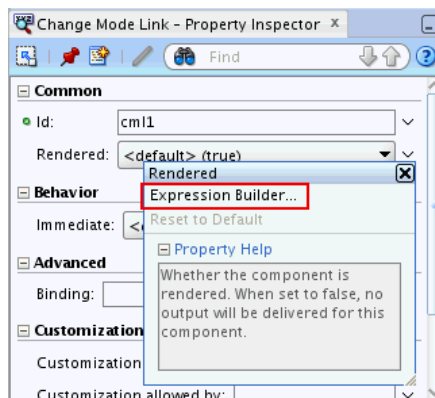 Change Mode Link - Property Inspector x
Find
Common
Id: cml1
Rendered: <default> (true)
Rendered
Expression Builder...
Reset to Default
Property Help
Whether the component is
rendered. When set to false, no
output will be delivered for this
component.
Behavior
Immediate:
Advanced
Binding:
Customization
Customization
Customization allowed by: